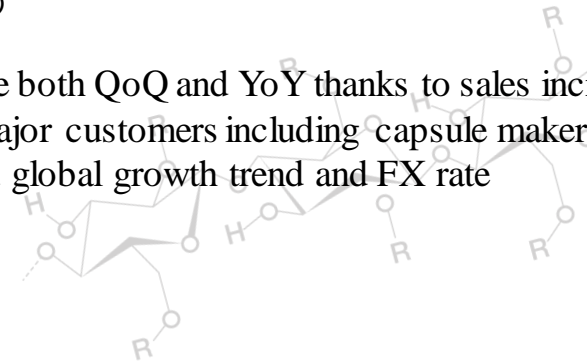 )
e both QoQ and YoY thanks to sales inc
ajor customers including capsule maker
global growth trend and FX rate
R
R
H
R
H
H
R
R
R
O
O
O
O
O
O
O
O
O